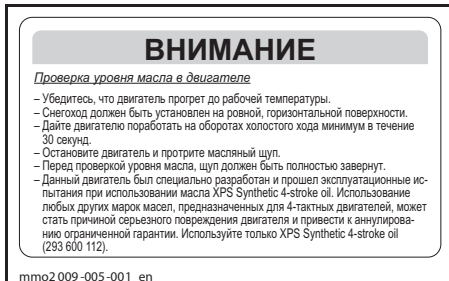 ВНИМАНИЕ
Проверка уровня масла в двигателе
– Убедитесь, что двигатель прогрет до рабочей температуры.
– Снегоход должен быть установлен на ровной, горизонтальной поверхности.
– Дайте двигателю поработать на оборотах холостого хода минимум в течение
30 секунд.
– Остановите двигатель и протрите масляный щуп.
– Перед проверкой уровня масла, щуп должен быть полностью завернут.
– Данный двигатель был специально разработан и прошел эксплуатационные ис-
пытания при использовании масла XPS Synthetic 4-stroke oil. Использование
любых других марок масел, предназначенных для 4-тактных двигателей, может
стать причиной серьезного повреждения двигателя и привести к аннулирова-
нию ограниченной гарантии. Используйте только XPS Synthetic 4-stroke oil
(293 600 112).
mmo2009-005-001_en